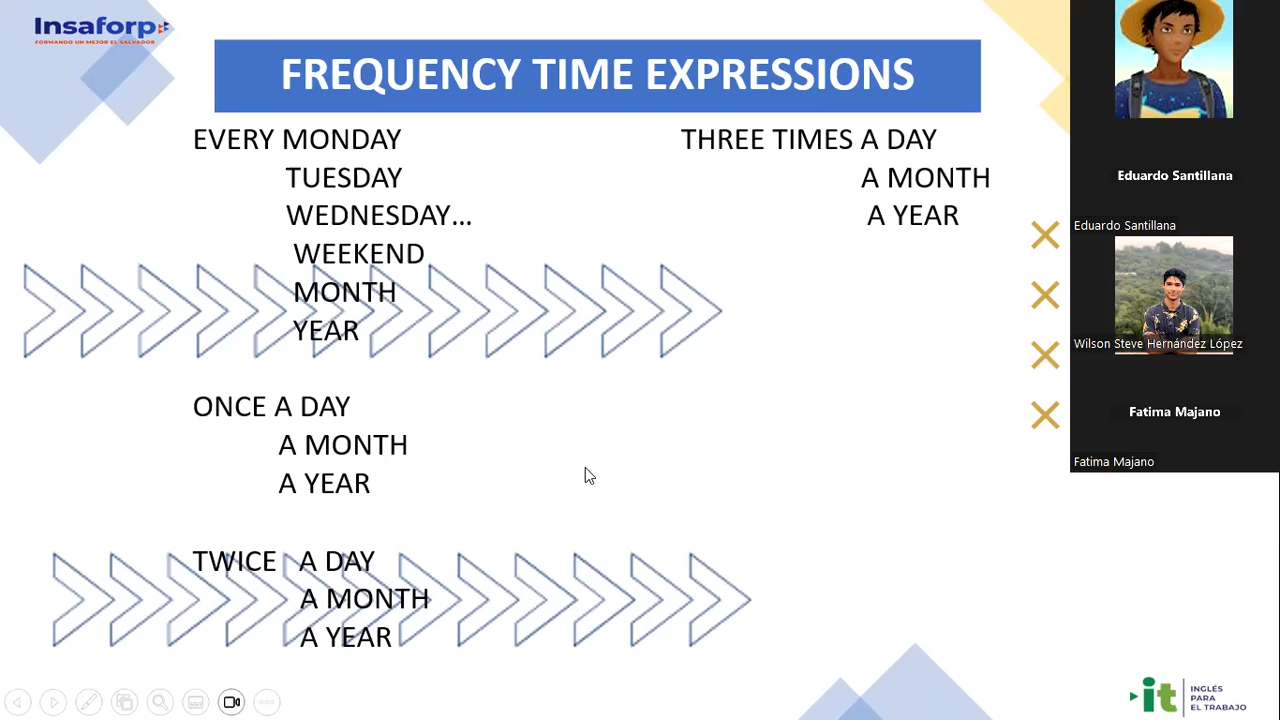 Insaforp
FORMANDO UN MEJOR EL SALVADOR
FREQUENCY TIME EXPRESSIONS
EVERY MONDAY
TUESDAY
WEDNESDAY...
WEEKEND
MONTH
YEAR
ONCE A DAY
A MONTH
A YEAR
TWICE A DAY
A MONTH
A YEAR
THREE TIMES A DAY
A MONTH
A YEAR
Eduardo Santillana
Eduardo Santillana
Wilson Steve Hernández López
Fatima Majano
Fatima Majano
it
INGLÉS
PARA
EL TRABAJO